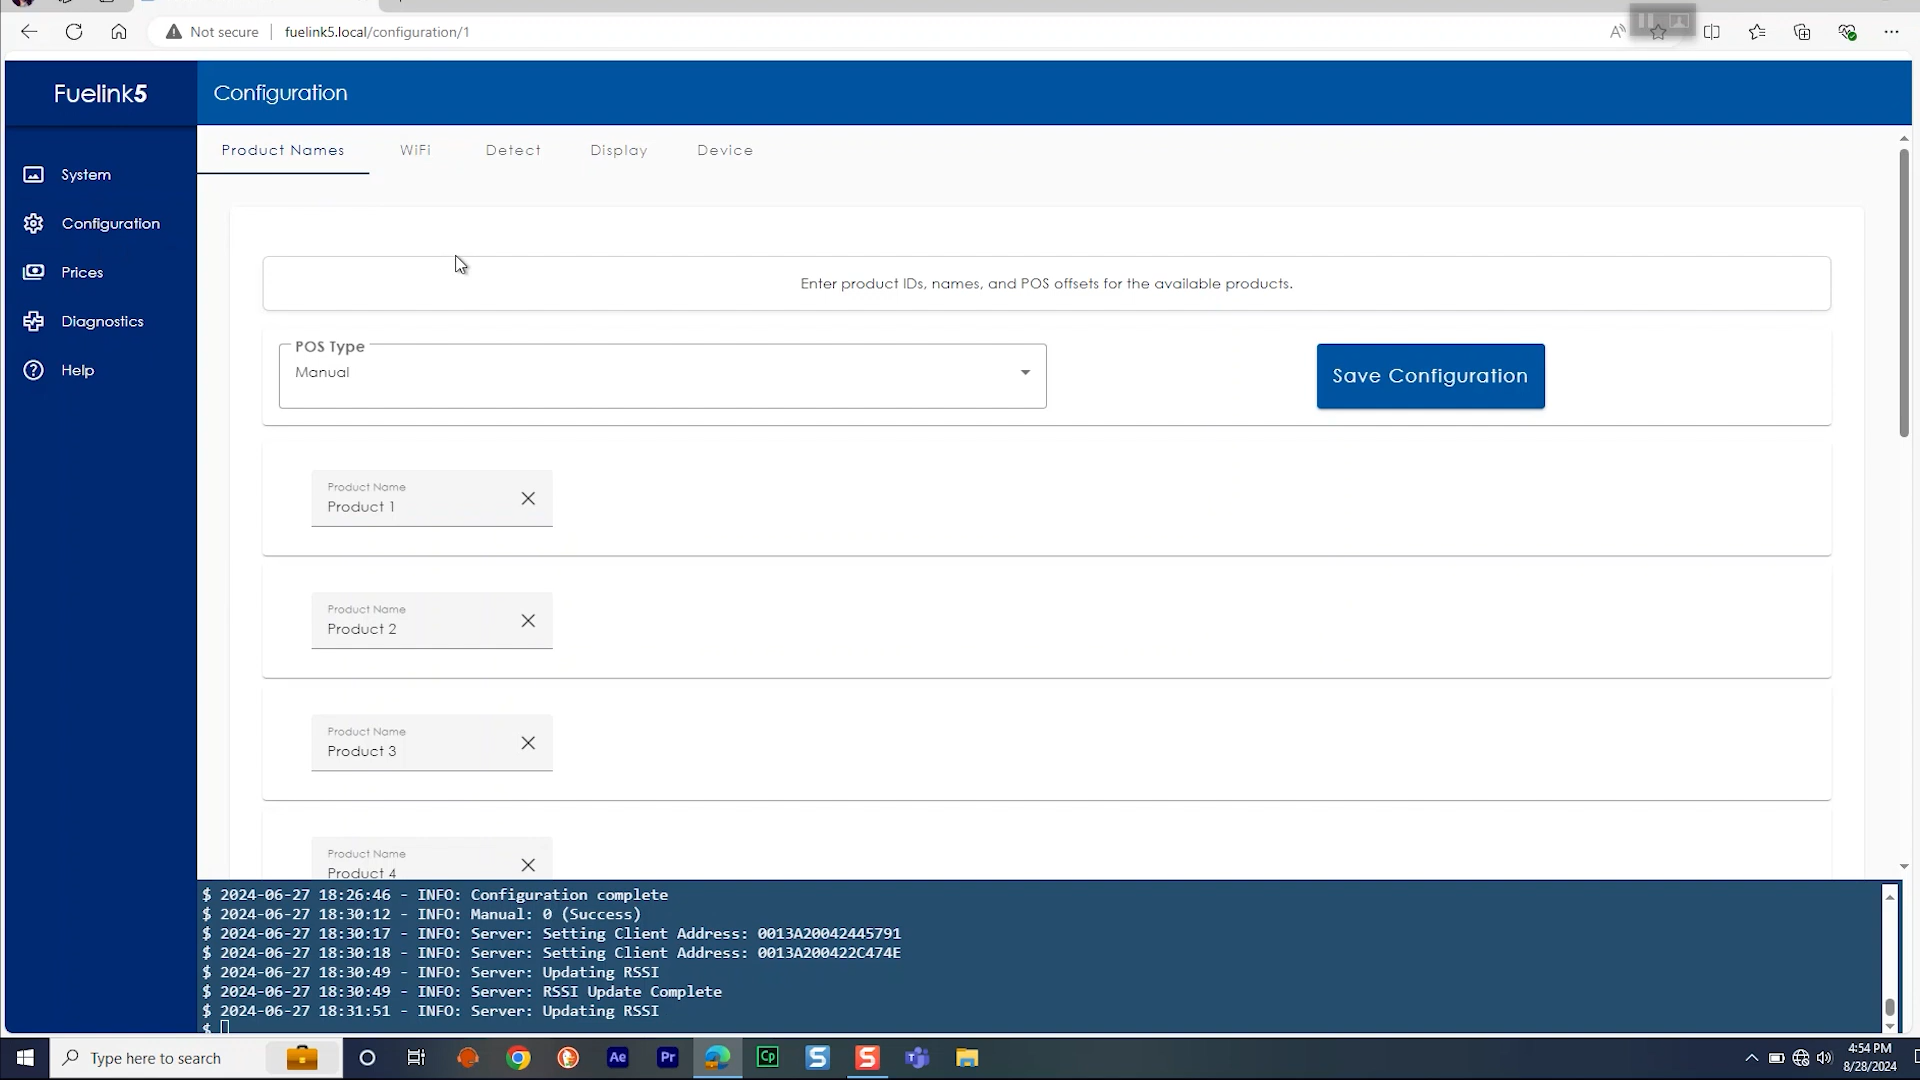 Not secure
fuelink5.local/configuration/1
Fuelink5
Configuration
Product Names
WiFi
Detect
Display
Device
System
Configuration
Prices
Diagnostics
Help
Enter product IDs, names, and POS offsets for the available products.
POS Type
Manual
Save Configuration
Product Name
Product 1
Product Name
Product 2
Product Name
Product 3
Product Name
Product 4
$ 2024-06-27 18:26:46 - INFO: Configuration complete
$ 2024-06-27 18:30:12 - INFO: Manual: 0 (Success)
$ 2024-06-27 18:30:17 - INFO: Server: Setting Client Address: 0013A20042445791
$ 2024-06-27 18:30:18 - INFO: Server: Setting Client Address: 0013A200422C474E
$ 2024-06-27 18:30:49 - INFO: Server: Updating RSSI
$ 2024-06-27 18:30:49 - INFO: Server: RSSI Update Complete
$ 2024-06-27 18:31:51 - INFO: Server: Updating RSSI
$
Type here to search
Ae
Pr
Cp
S
S
4:54 PM
8/28/2024